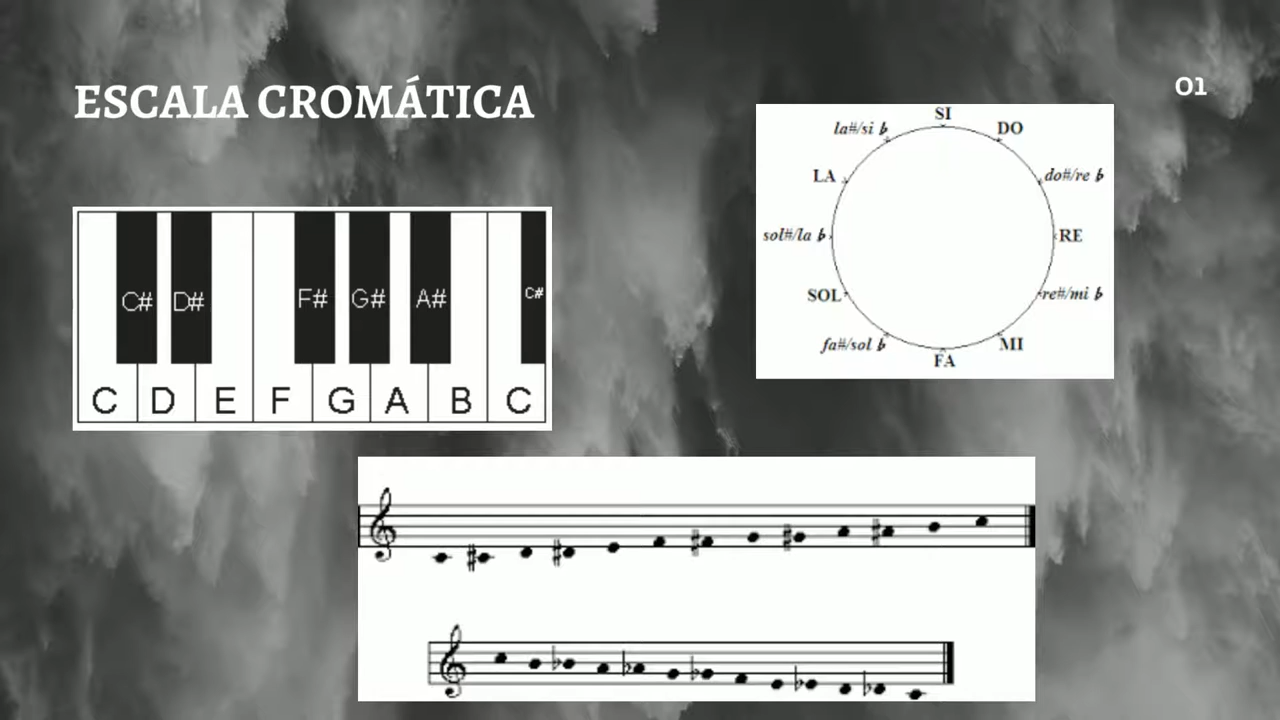 ESCALA CROMÁTICA
01
C# D# F# G# A# C#
C D E F G A B C
SI
la#/si ♭ DO
LA do#/re ♭
sol#/la ♭ RE
SOL re#/mi ♭
fa#/sol ♭ MI
FA